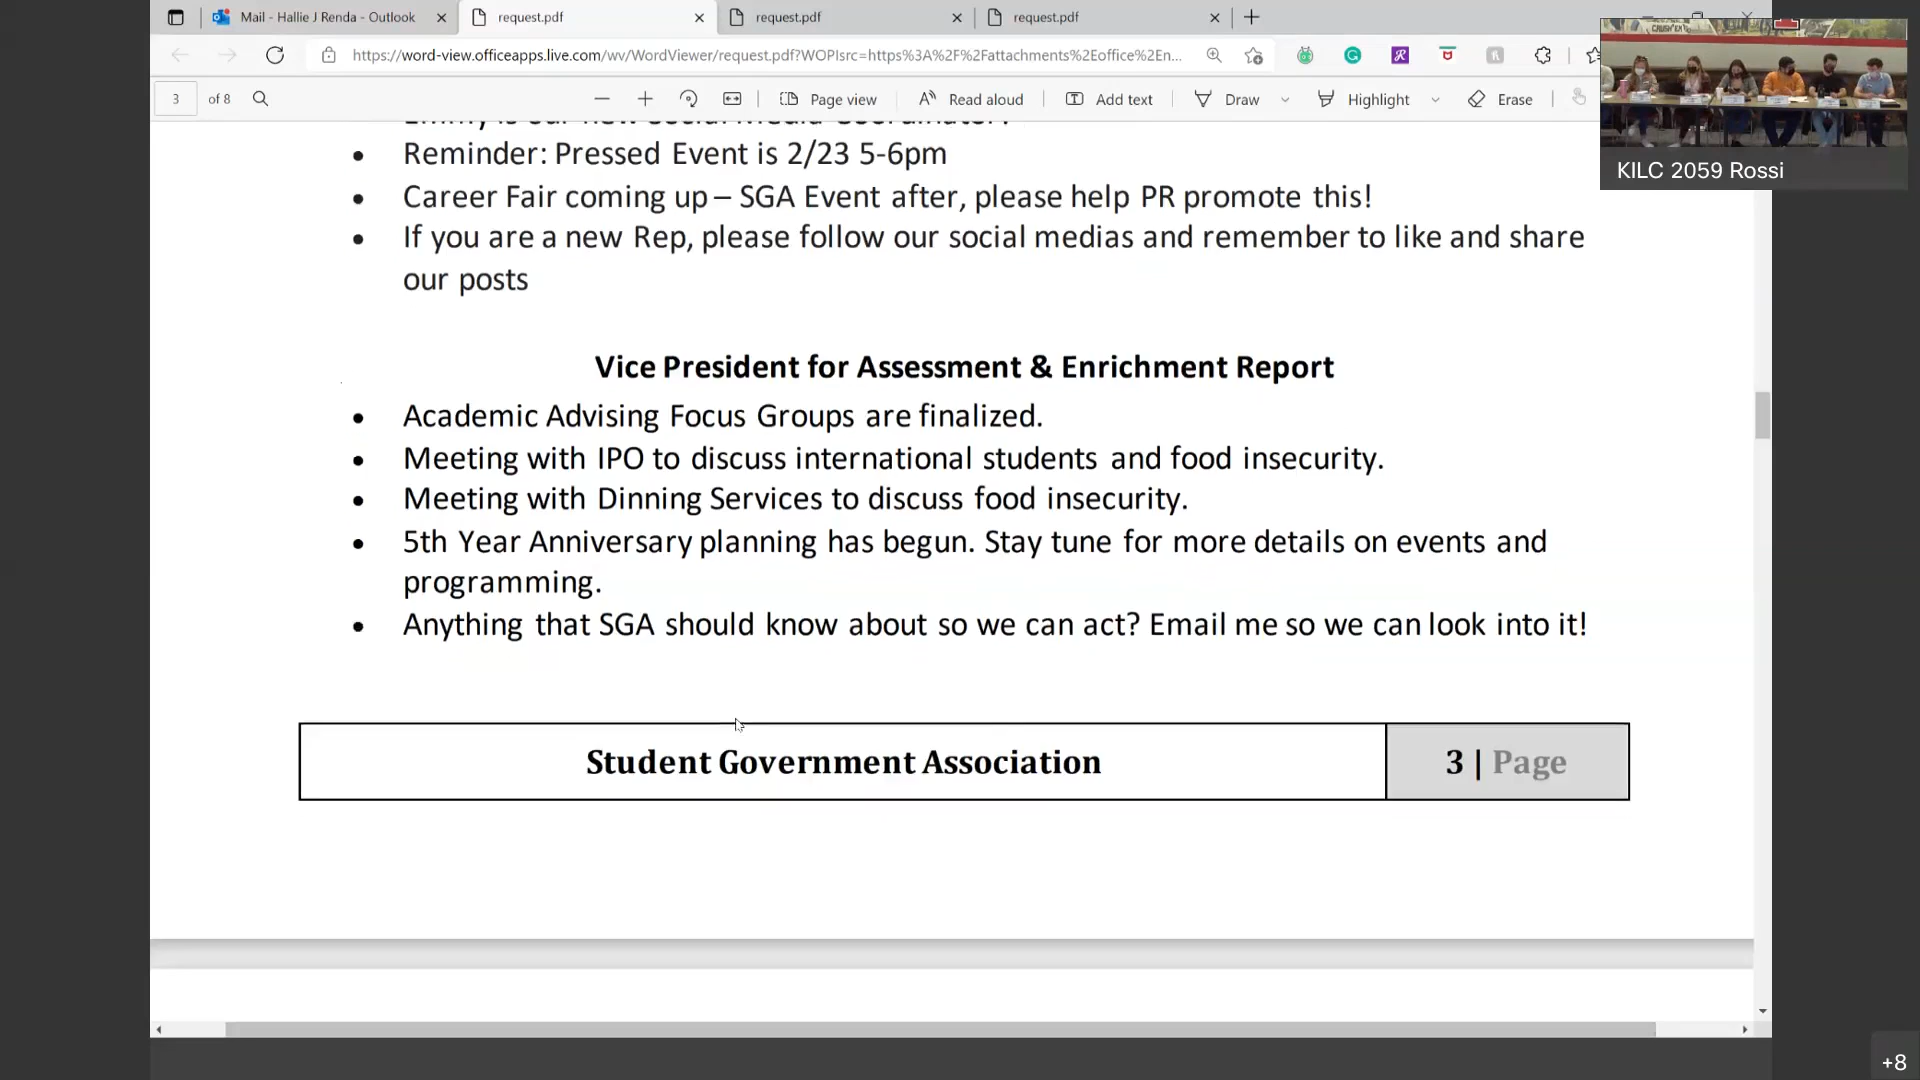 Mail - Hallie J Renda - Outlook
request.pdf
request.pdf
request.pdf
https://word-view.officeapps.live.com/wv/WordViewer/request.pdf?WOPIsrc=https%3A%2F%2Fattachments%2Eoffice%2En...
3 of 8
Page view
Read aloud
Add text
Draw
Highlight
Erase
KILC 2059 Rossi
Emmy is our new Social Media Coordinator!
• Reminder: Pressed Event is 2/23 5-6pm
• Career Fair coming up – SGA Event after, please help PR promote this!
• If you are a new Rep, please follow our social medias and remember to like and share
our posts
Vice President for Assessment & Enrichment Report
• Academic Advising Focus Groups are finalized.
• Meeting with IPO to discuss international students and food insecurity.
• Meeting with Dinning Services to discuss food insecurity.
• 5th Year Anniversary planning has begun. Stay tune for more details on events and
programming.
• Anything that SGA should know about so we can act? Email me so we can look into it!
Student Government Association
3 | Page
+8